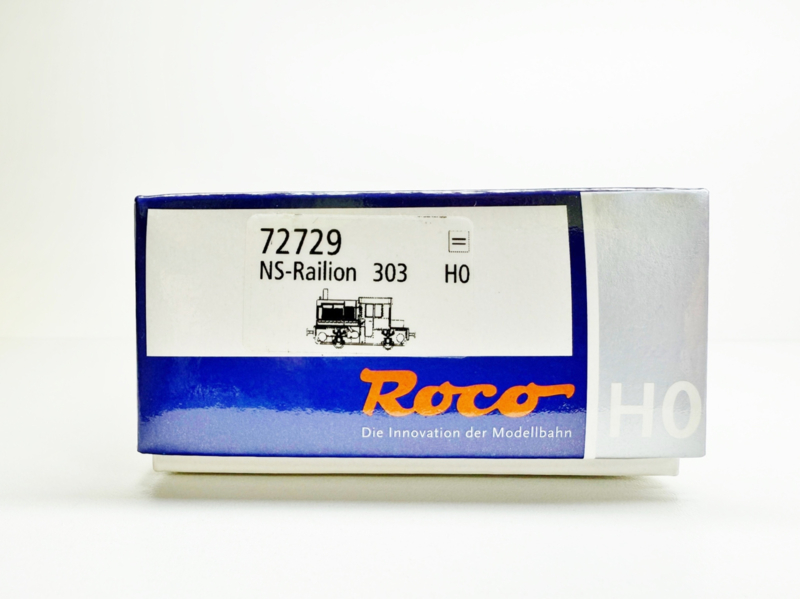 72729 =
NS-Railion 303 H0
Roco
Die Innovation der Modellbahn
H0